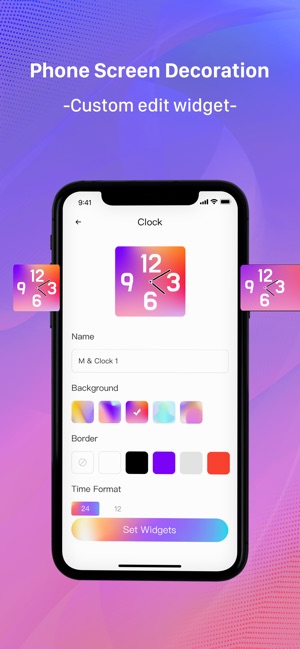 Phone Screen Decoration
-Custom edit widget-
9:41
Clock
12
9 3
6
12
9 3
6
12
9 3
6
Name
M & Clock 1
Background
Border
Time Format
24 12
Set Widgets